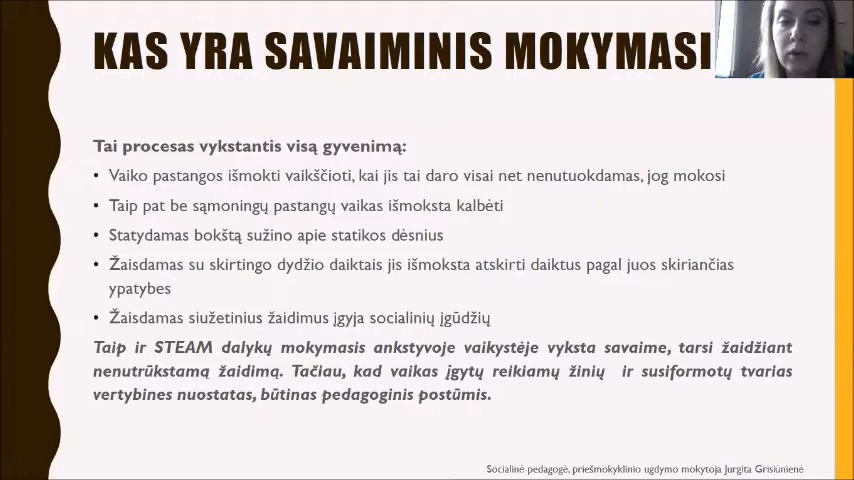 KAS YRA SAVAIMINIS MOKYMASI
Tai procesas vykstantis visą gyvenimą:
• Vaiko pastangos išmokti vaikščioti, kai jis tai daro visai net nenutuokdamas, jog mokosi
• Taip pat be sąmoningų pastangų vaikas išmoksta kalbėti
• Statydamas bokštą sužino apie statikos dėsnius
• Žaisdamas su skirtingo dydžio daiktais jis išmoksta atskirti daiktus pagal juos skiriančias
ypatybes
• Žaisdamas siužetinius žaidimus įgyja socialinių įgūdžių
Taip ir STEAM dalykų mokymasis ankstyvoje vaikystėje vyksta savaime, tarsi žaidžiant
nenutrūkstamą žaidimą. Tačiau, kad vaikas įgytų reikiamų žinių ir susiformotų tvarias
vertybines nuostatas, būtinas pedagoginis postūmis.
Socialinė pedagogė, priešmokyklinio ugdymo mokytoja Jurgita Grisiūnienė